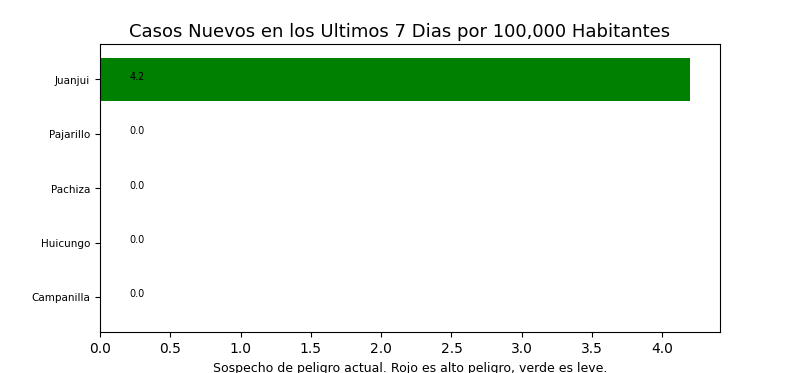 Casos Nuevos en los Ultimos 7 Dias por 100,000 Habitantes
Juanjui 4.2
Pajarillo 0.0
Pachiza 0.0
Huicungo 0.0
Campanilla 0.0
0.0 0.5 1.0 1.5 2.0 2.5 3.0 3.5 4.0
Sospecho de peligro actual. Rojo es alto peligro, verde es leve.